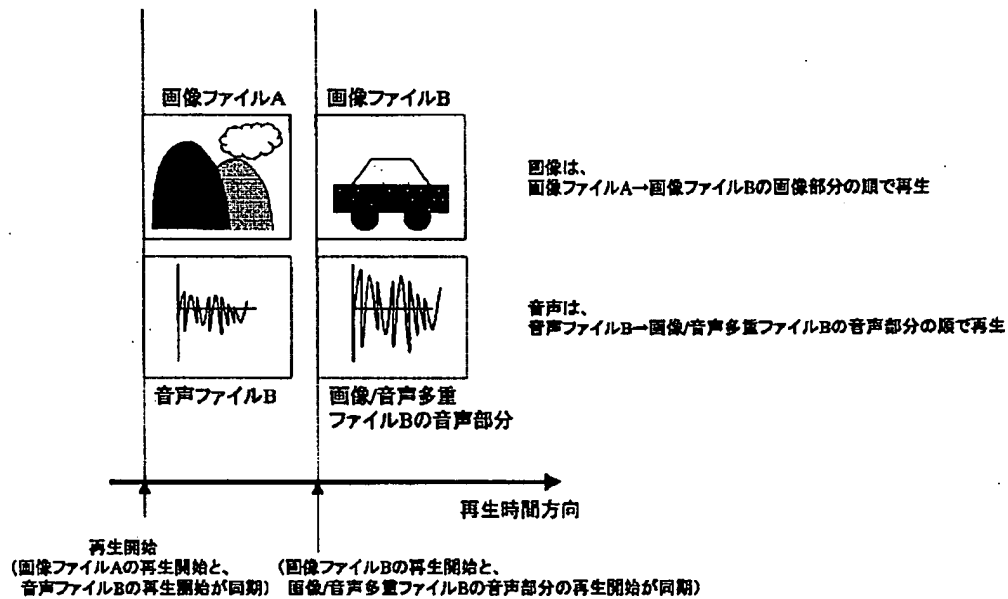 画像ファイルA
画像ファイルB
画像は、
画像ファイルA→画像ファイルBの画像部分の順で再生
音声は、
音声ファイルB→画像/音声多重ファイルBの音声部分の順で再生
音声ファイルB
画像/音声多重
ファイルBの音声部分
再生時間方向
再生開始
(画像ファイルAの再生開始と、
音声ファイルBの再生開始が同期)
(画像ファイルBの再生開始と、
画像/音声多重ファイルBの音声部分の再生開始が同期)